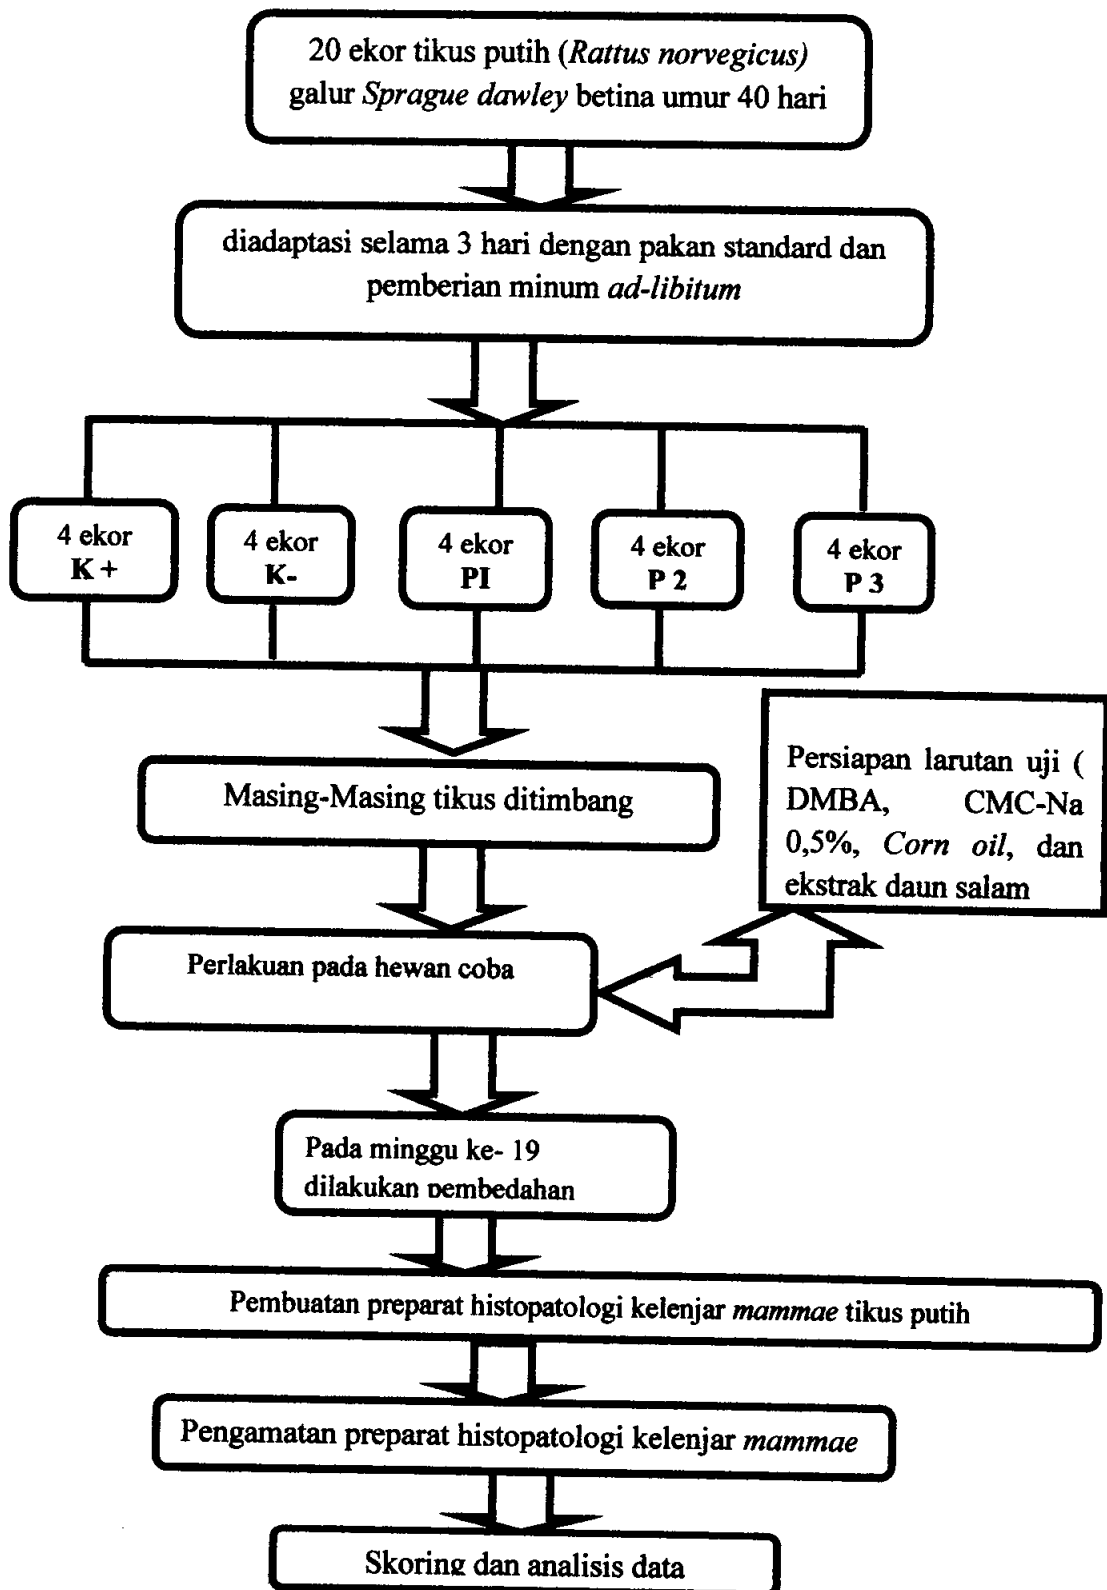 20 ekor tikus putih (Rattus norvegicus)
galur Sprague dawley betina umur 40 hari
diadaptasi selama 3 hari dengan pakan standard dan
pemberian minum ad-libitum
4 ekor
K +
4 ekor
K-
4 ekor
PI
4 ekor
P 2
4 ekor
P 3
Masing-Masing tikus ditimbang
Persiapan larutan uji (
DMBA, CMC-Na
0,5%, Corn oil, dan
ekstrak daun salam
Perlakuan pada hewan coba
Pada minggu ke- 19
dilakukan pembedahan
Pembuatan preparat histopatologi kelenjar mammae tikus putih
Pengamatan preparat histopatologi kelenjar mammae
Skoring dan analisis data